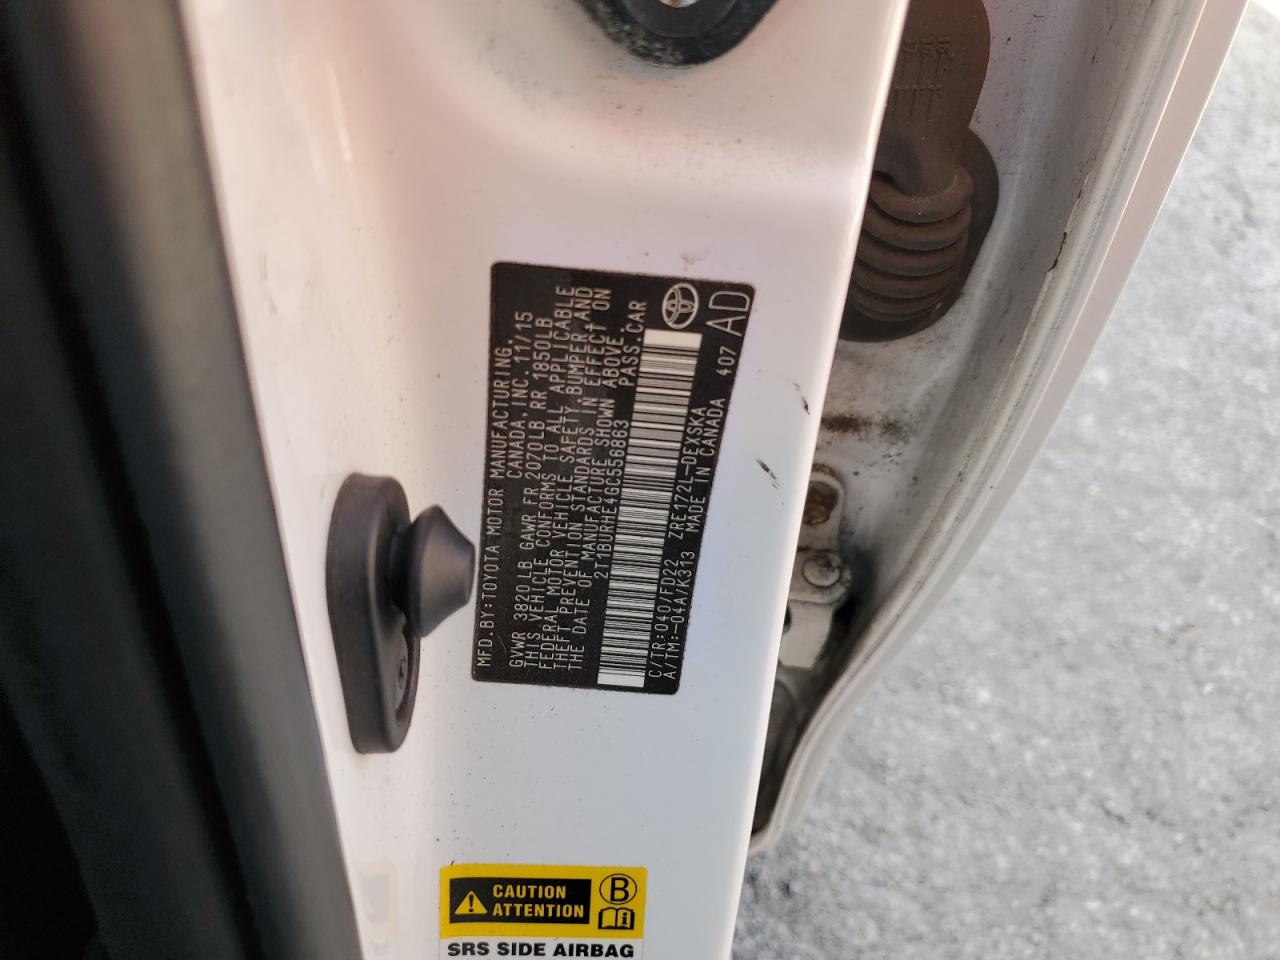 MFD.BY:TOYOTA MOTOR MANUFACTURING.
CANADA,INC. 11/15
GVWR 3820 LB GAWR FR 2070LB RR 1850LB
THIS VEHICLE CONFORMS TO ALL APPLICABLE
FEDERAL MOTOR VEHICLE SAFETY,BUMPER,AND
THEFT PREVENTION STANDARDS IN EFFECT ON
THE DATE OF MANUFACTURE SHOWN ABOVE.
2T1BURHE4GC556863 PASS.CAR
C/TR:040/FD22 ZRE172L-DEXSKA 407 AD
A/TM:-04A/K313 MADE IN CANADA
CAUTION
ATTENTION
B
SRS SIDE AIRBAG